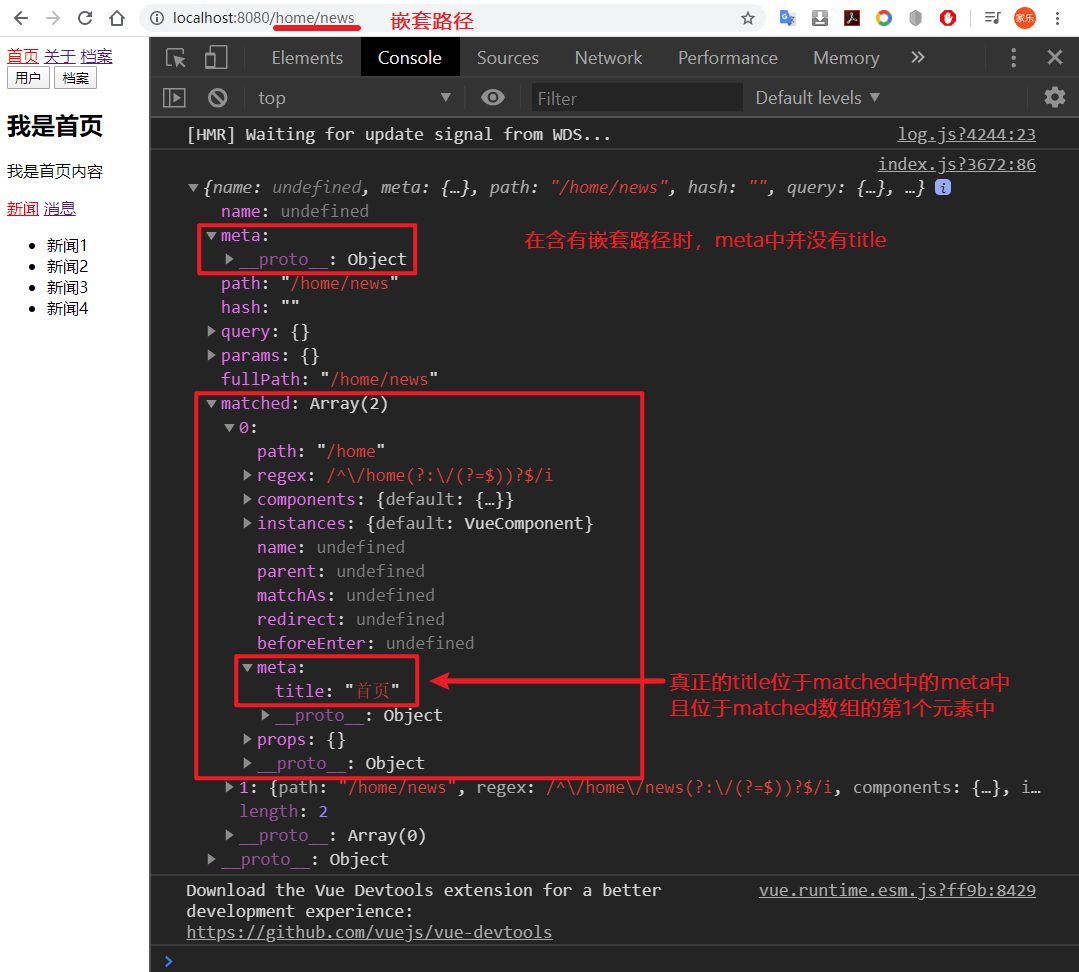 localhost:8080/home/news
嵌套路径
家乐
首页 关于 档案
用户 档案
我是首页
我是首页内容
新闻 消息
新闻1
新闻2
新闻3
新闻4
Elements Console Sources Network Performance Memory »
top Filter Default levels ▼
[HMR] Waiting for update signal from WDS... log.js?4244:23
index.js?3672:86
▼{name: undefined, meta: {…}, path: "/home/news", hash: "", query: {…}, …} i
name: undefined
▼meta:
▶__proto__: Object
在含有嵌套路径时，meta中并没有title
path: "/home/news"
hash: ""
▶query: {}
▶params: {}
fullPath: "/home/news"
▼matched: Array(2)
▼0:
path: "/home"
▶regex: /^\/home(?:\/(?=$))?$/i
▶components: {default: {…}}
▶instances: {default: VueComponent}
name: undefined
parent: undefined
matchAs: undefined
redirect: undefined
beforeEnter: undefined
▼meta:
title: "首页"
▶__proto__: Object
真正的title位于matched中的meta中
且位于matched数组的第1个元素中
▶props: {}
▶__proto__: Object
▶1: {path: "/home/news", regex: /^\/home\/news(?:\/(?=$))?$/i, components: {…}, i…
length: 2
▶__proto__: Array(0)
▶__proto__: Object
Download the Vue Devtools extension for a better vue.runtime.esm.js?ff9b:8429
development experience:
https://github.com/vuejs/vue-devtools